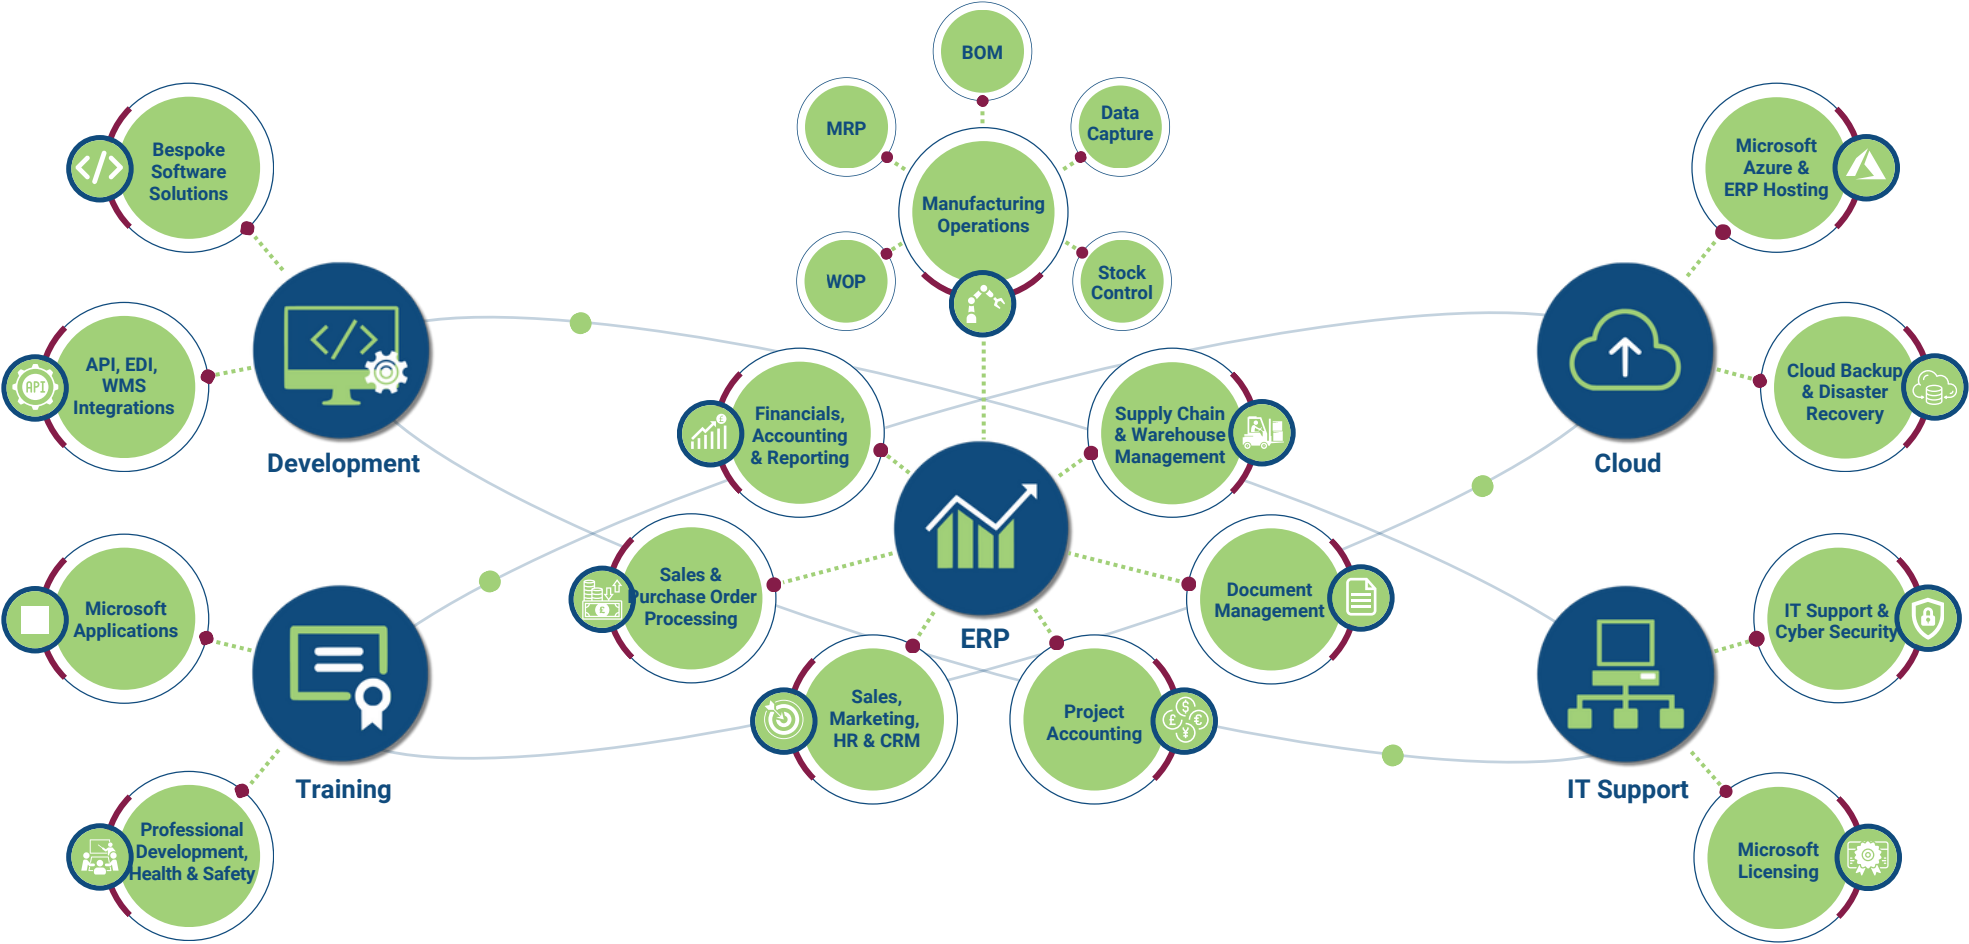 BOM
MRP
Data
Capture
Manufacturing
Operations
WOP
Stock
Control
Bespoke
Software
Solutions
</>
API, EDI,
WMS
Integrations
API
</>
Development
Microsoft
Applications
Training
Professional
Development,
Health & Safety
Financials,
Accounting
& Reporting
£
Supply Chain
& Warehouse
Management
Sales &
Purchase Order
Processing
£
ERP
Document
Management
Sales,
Marketing,
HR & CRM
Project
Accounting
$
£ €
¥
Microsoft
Azure &
ERP Hosting
Cloud Backup
& Disaster
Recovery
Cloud
IT Support &
Cyber Security
IT Support
Microsoft
Licensing